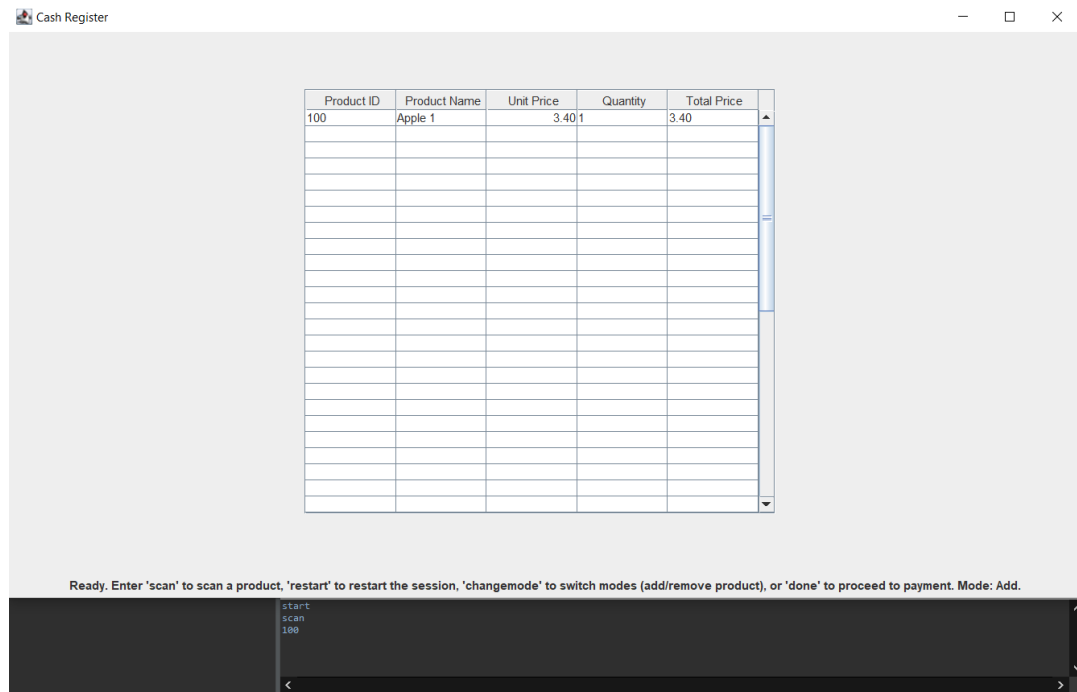 Cash Register
Product ID Product Name Unit Price Quantity Total Price
100 Apple 1 3.40 1 3.40
Ready. Enter 'scan' to scan a product, 'restart' to restart the session, 'changemode' to switch modes (add/remove product), or 'done' to proceed to payment. Mode: Add.
start
scan
100